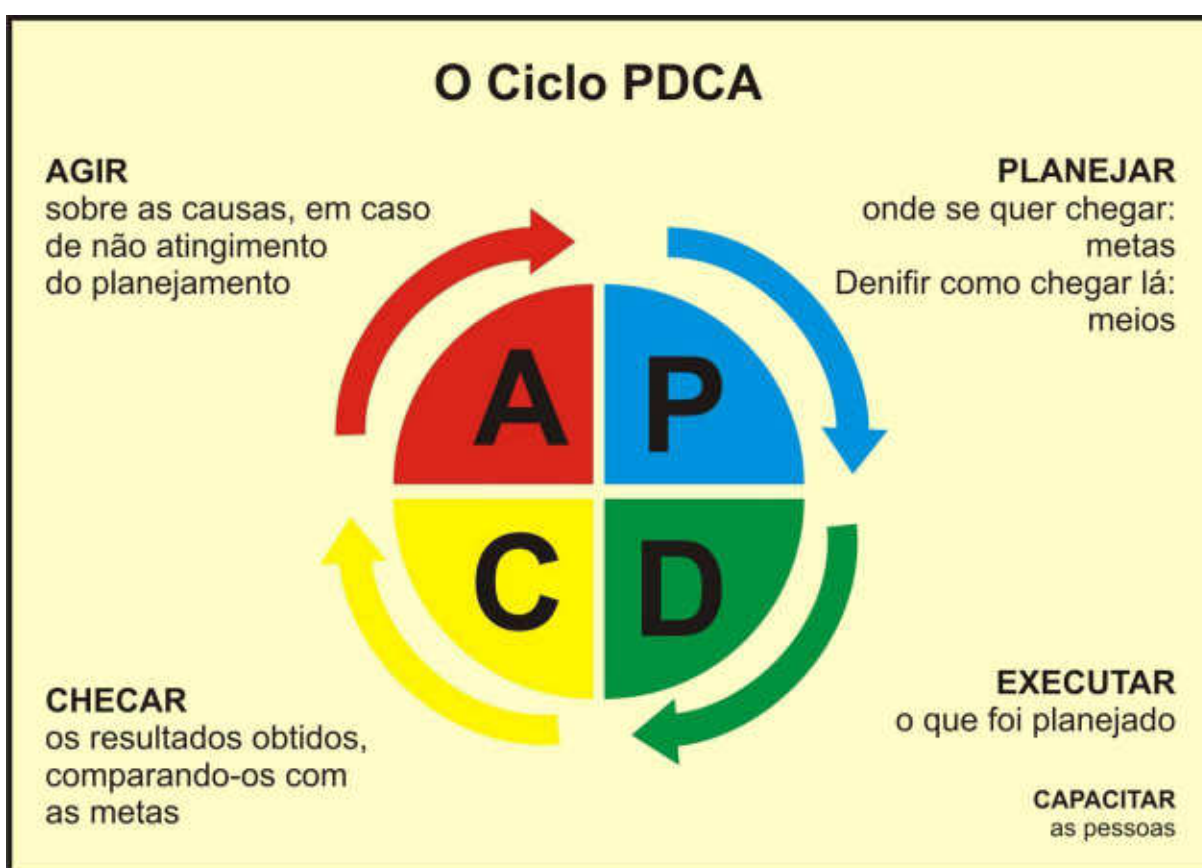 O Ciclo PDCA
AGIR
sobre as causas, em caso
de não atingimento
do planejamento
PLANEJAR
onde se quer chegar:
metas
Denifir como chegar lá:
meios
A
P
C
D
CHECAR
os resultados obtidos,
comparando-os com
as metas
EXECUTAR
o que foi planejado
CAPACITAR
as pessoas